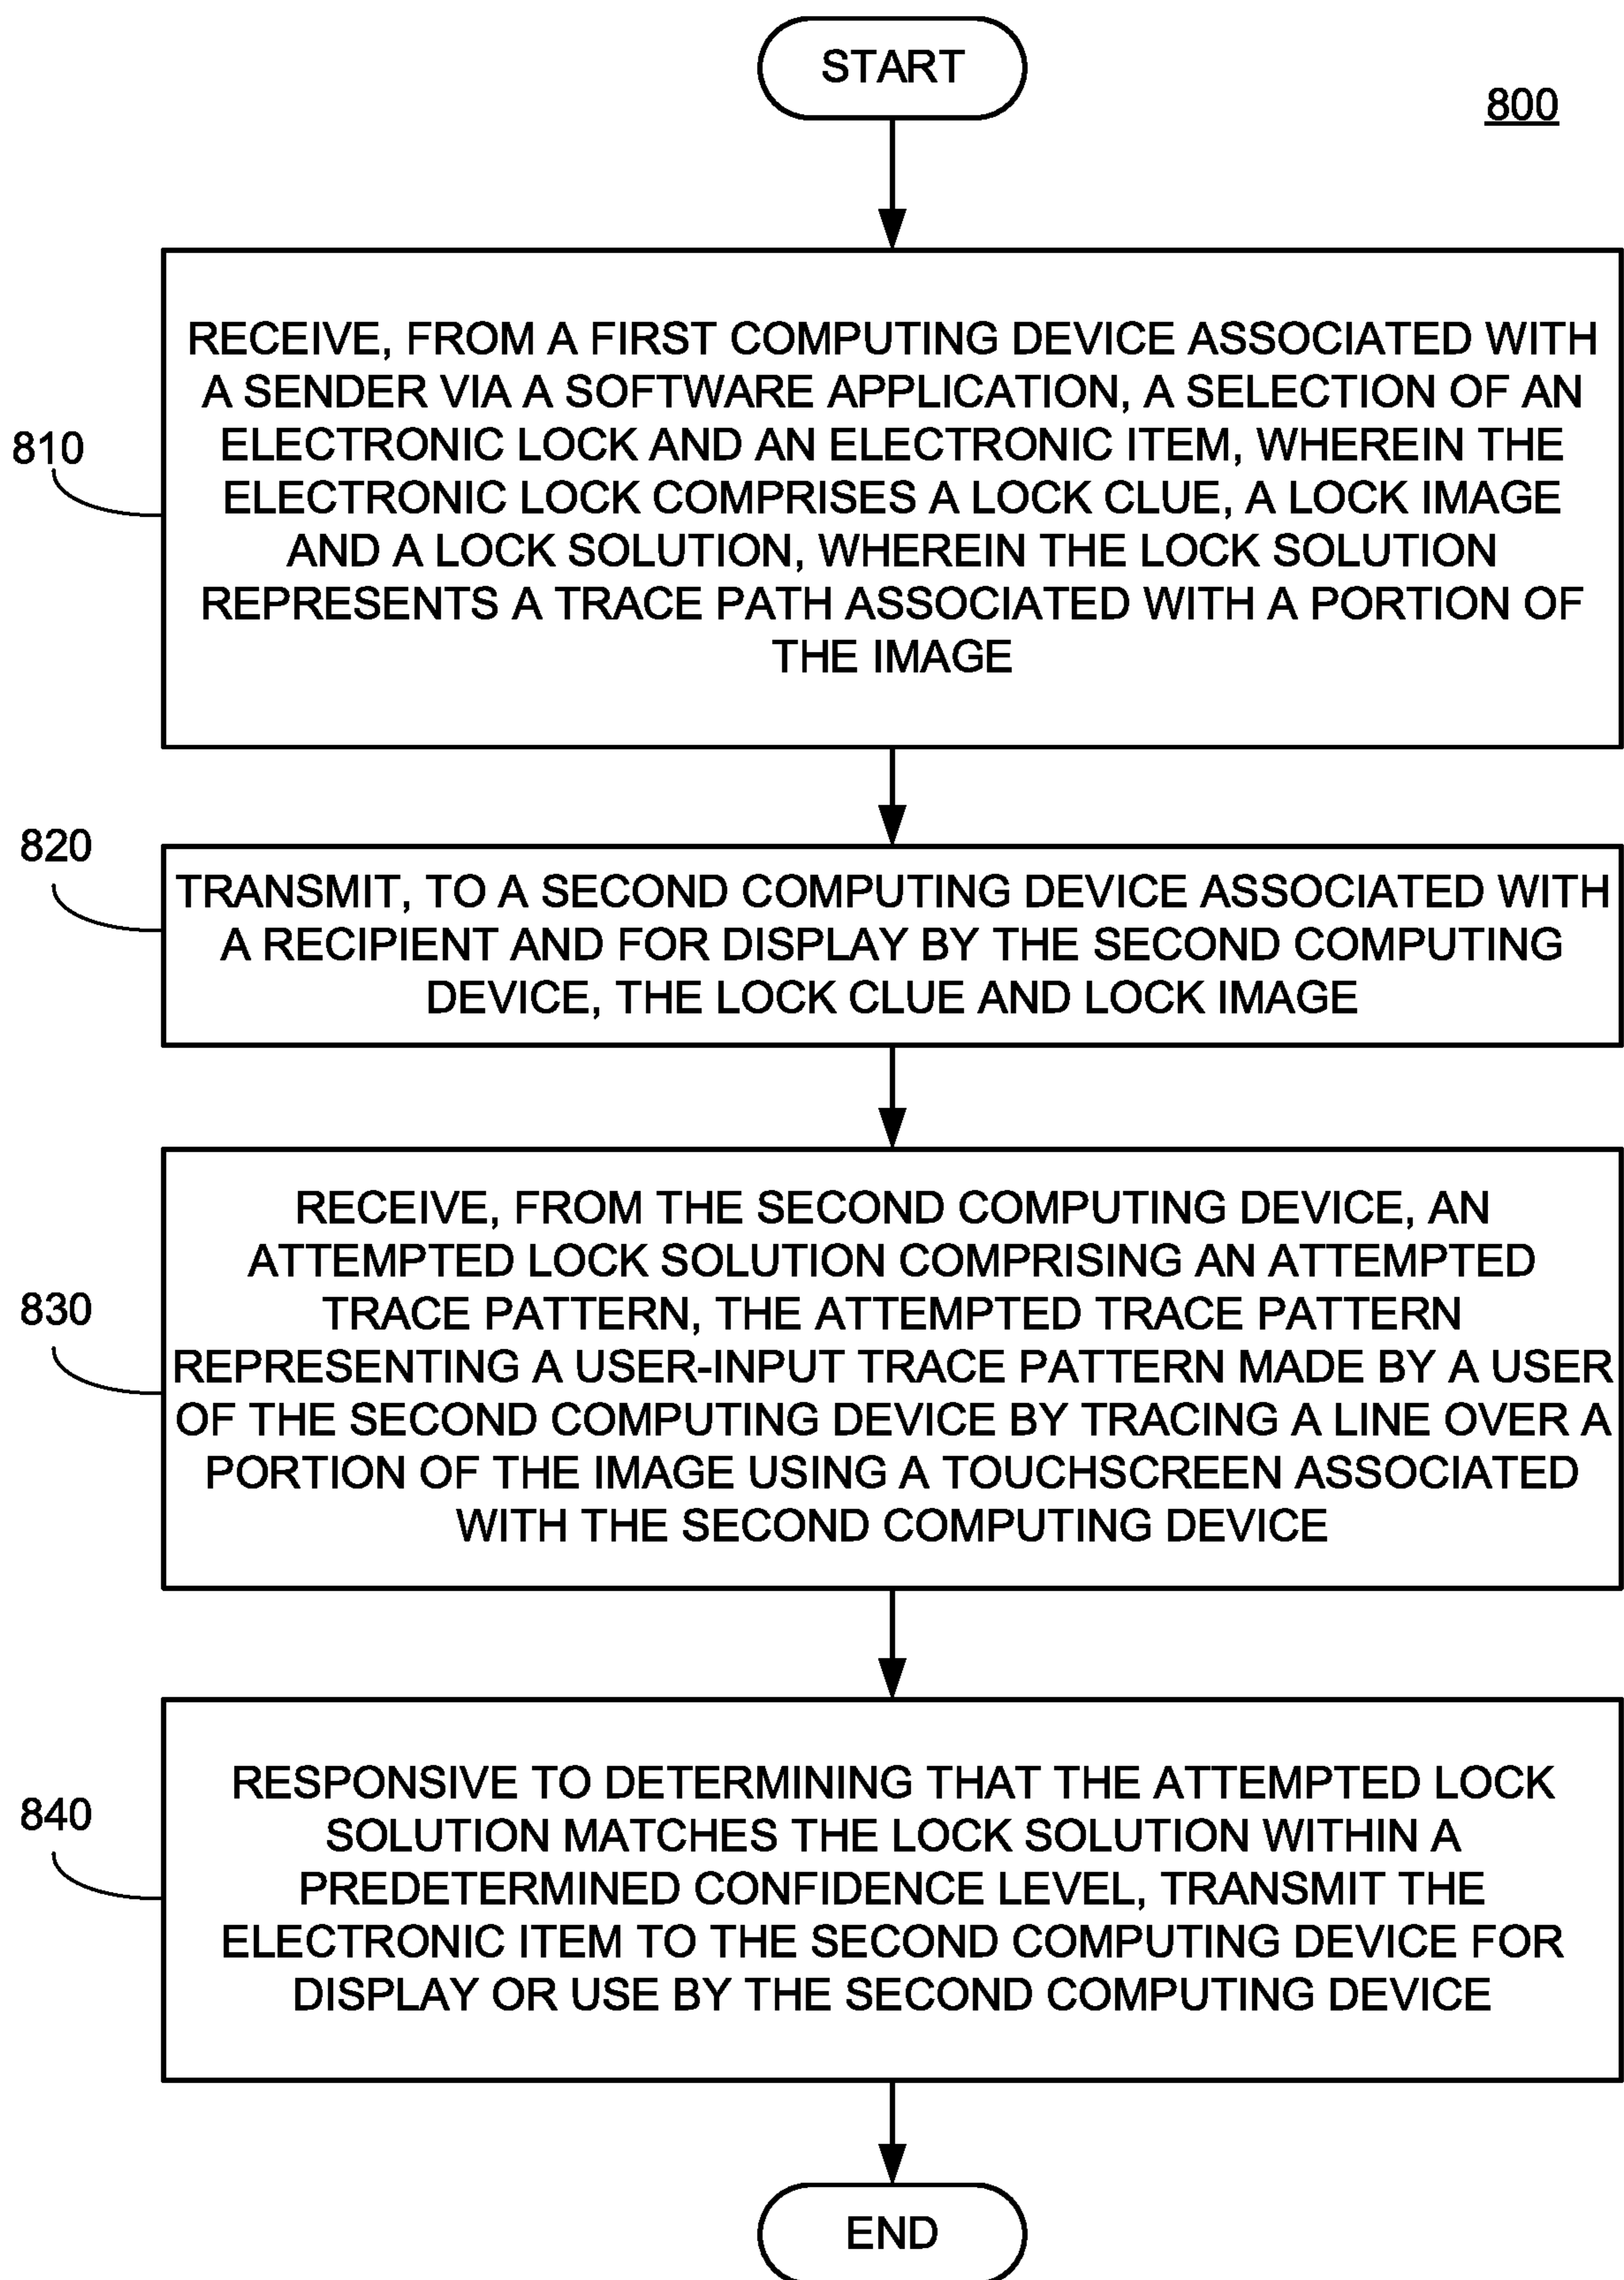 START
800
RECEIVE, FROM A FIRST COMPUTING DEVICE ASSOCIATED WITH
A SENDER VIA A SOFTWARE APPLICATION, A SELECTION OF AN
ELECTRONIC LOCK AND AN ELECTRONIC ITEM, WHEREIN THE
ELECTRONIC LOCK COMPRISES A LOCK CLUE, A LOCK IMAGE
AND A LOCK SOLUTION, WHEREIN THE LOCK SOLUTION
REPRESENTS A TRACE PATH ASSOCIATED WITH A PORTION OF
THE IMAGE
810
820
TRANSMIT, TO A SECOND COMPUTING DEVICE ASSOCIATED WITH
A RECIPIENT AND FOR DISPLAY BY THE SECOND COMPUTING
DEVICE, THE LOCK CLUE AND LOCK IMAGE
RECEIVE, FROM THE SECOND COMPUTING DEVICE, AN
ATTEMPTED LOCK SOLUTION COMPRISING AN ATTEMPTED
TRACE PATTERN, THE ATTEMPTED TRACE PATTERN
REPRESENTING A USER-INPUT TRACE PATTERN MADE BY A USER
OF THE SECOND COMPUTING DEVICE BY TRACING A LINE OVER A
PORTION OF THE IMAGE USING A TOUCHSCREEN ASSOCIATED
WITH THE SECOND COMPUTING DEVICE
830
RESPONSIVE TO DETERMINING THAT THE ATTEMPTED LOCK
SOLUTION MATCHES THE LOCK SOLUTION WITHIN A
PREDETERMINED CONFIDENCE LEVEL, TRANSMIT THE
ELECTRONIC ITEM TO THE SECOND COMPUTING DEVICE FOR
DISPLAY OR USE BY THE SECOND COMPUTING DEVICE
840
END